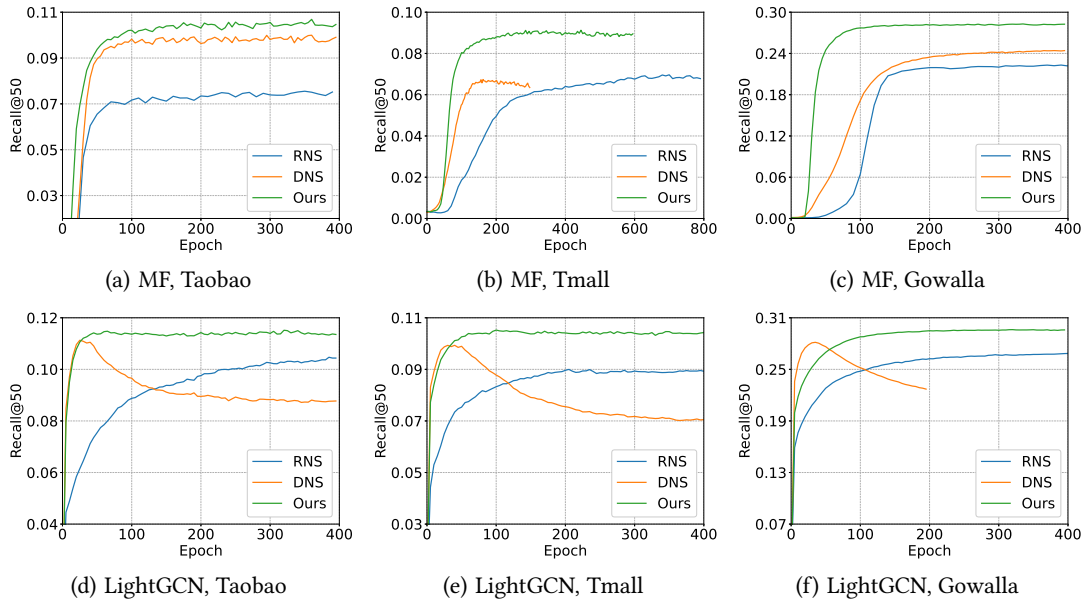 0.11
0.09
0.07
0.05
0.03
Recall@50
0 100 200 300 400
Epoch
RNS
DNS
Ours
(a) MF, Taobao
0.10
0.08
0.06
0.04
0.02
0.00
Recall@50
0 200 400 600 800
Epoch
RNS
DNS
Ours
(b) MF, Tmall
0.30
0.24
0.18
0.12
0.06
0.00
Recall@50
0 100 200 300 400
Epoch
RNS
DNS
Ours
(c) MF, Gowalla
0.12
0.10
0.08
0.06
0.04
Recall@50
0 100 200 300 400
Epoch
RNS
DNS
Ours
(d) LightGCN, Taobao
0.11
0.09
0.07
0.05
0.03
Recall@50
0 100 200 300 400
Epoch
RNS
DNS
Ours
(e) LightGCN, Tmall
0.31
0.25
0.19
0.13
0.07
Recall@50
0 100 200 300 400
Epoch
RNS
DNS
Ours
(f) LightGCN, Gowalla